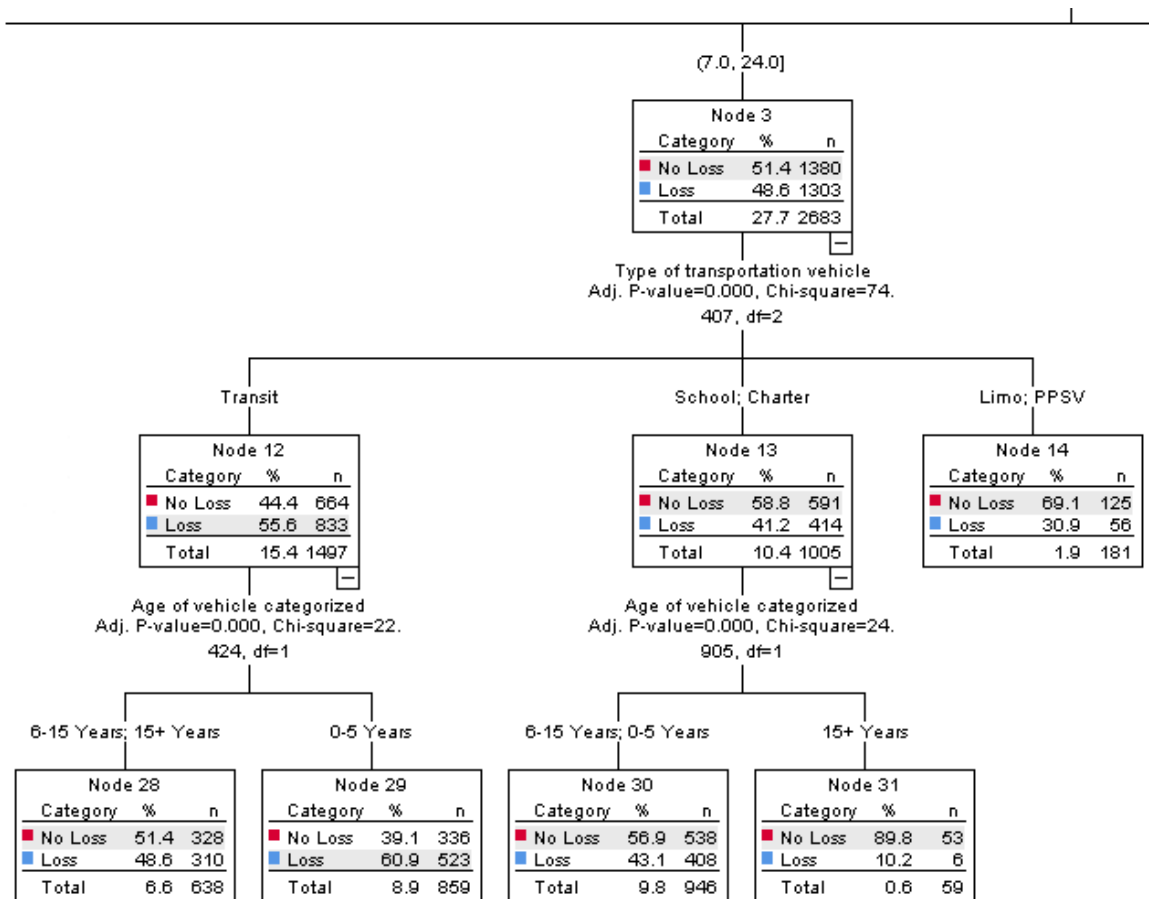 (7.0, 24.0]
Node 3
Category % n
No Loss 51.4 1380
Loss 48.6 1303
Total 27.7 2683
Type of transportation vehicle
Adj. P-value=0.000, Chi-square=74.
407, df=2
Transit
School; Charter
Limo; PPSV
Node 12
Category % n
No Loss 44.4 664
Loss 55.6 833
Total 15.4 1497
Node 13
Category % n
No Loss 58.8 591
Loss 41.2 414
Total 10.4 1005
Node 14
Category % n
No Loss 69.1 125
Loss 30.9 56
Total 1.9 181
Age of vehicle categorized
Adj. P-value=0.000, Chi-square=22.
424, df=1
Age of vehicle categorized
Adj. P-value=0.000, Chi-square=24.
905, df=1
6-15 Years; 15+ Years
0-5 Years
6-15 Years; 0-5 Years
15+ Years
Node 28
Category % n
No Loss 51.4 328
Loss 48.6 310
Total 6.6 638
Node 29
Category % n
No Loss 39.1 336
Loss 60.9 523
Total 8.9 859
Node 30
Category % n
No Loss 56.9 538
Loss 43.1 408
Total 9.8 946
Node 31
Category % n
No Loss 89.8 53
Loss 10.2 6
Total 0.6 59